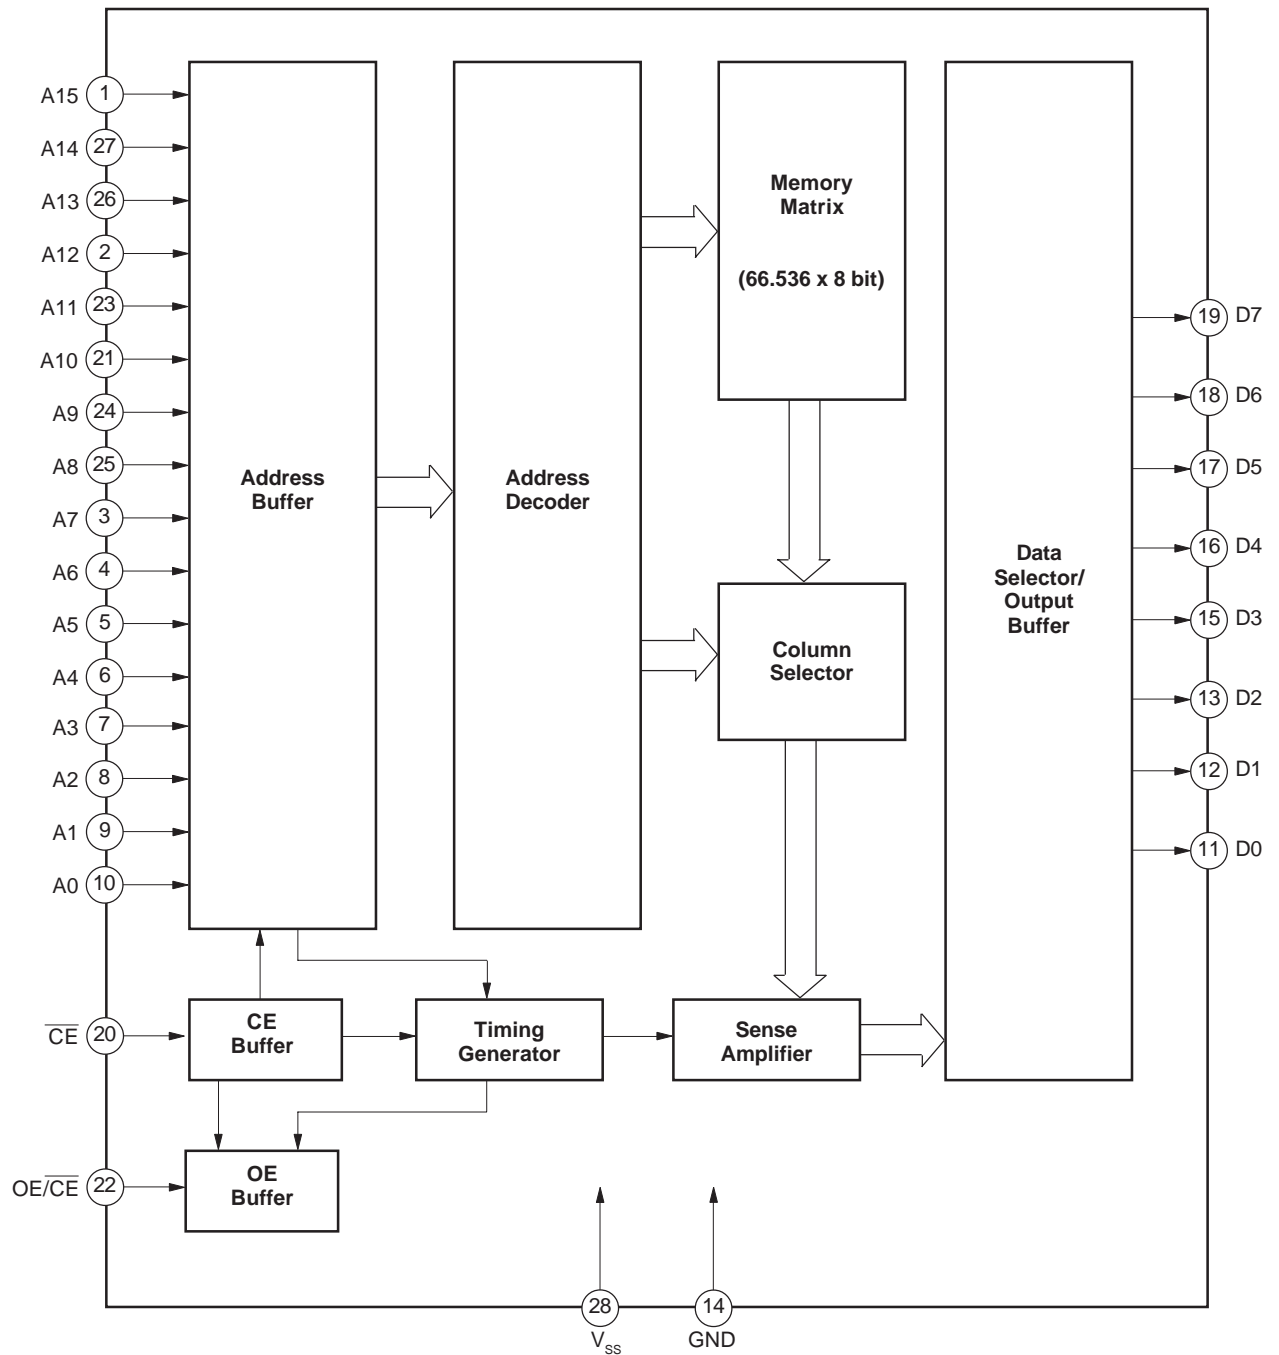 A15 1
A14 27
A13 26
A12 2
A11 23
A10 21
A9 24
A8 25
A7 3
A6 4
A5 5
A4 6
A3 7
A2 8
A1 9
A0 10
Address
Buffer
Address
Decoder
Memory
Matrix
(66.536 x 8 bit)
Column
Selector
Data
Selector/
Output
Buffer
19 D7
18 D6
17 D5
16 D4
15 D3
13 D2
12 D1
11 D0
C̅E̅ 20
CE
Buffer
Timing
Generator
Sense
Amplifier
OE/C̅E̅ 22
OE
Buffer
28
V_SS
14
GND